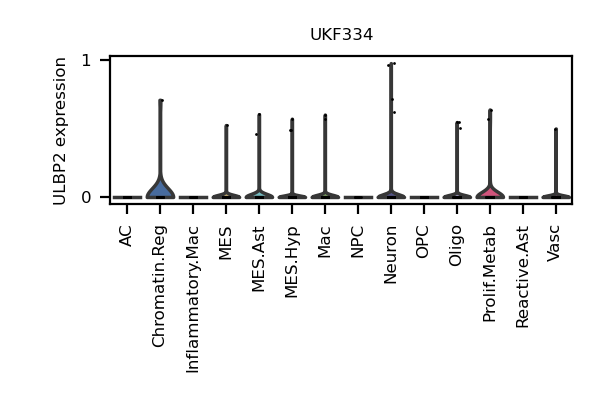 UKF334
ULBP2 expression
1
0
AC
Chromatin.Reg
Inflammatory.Mac
MES
MES.Ast
MES.Hyp
Mac
NPC
Neuron
OPC
Oligo
Prolif.Metab
Reactive.Ast
Vasc